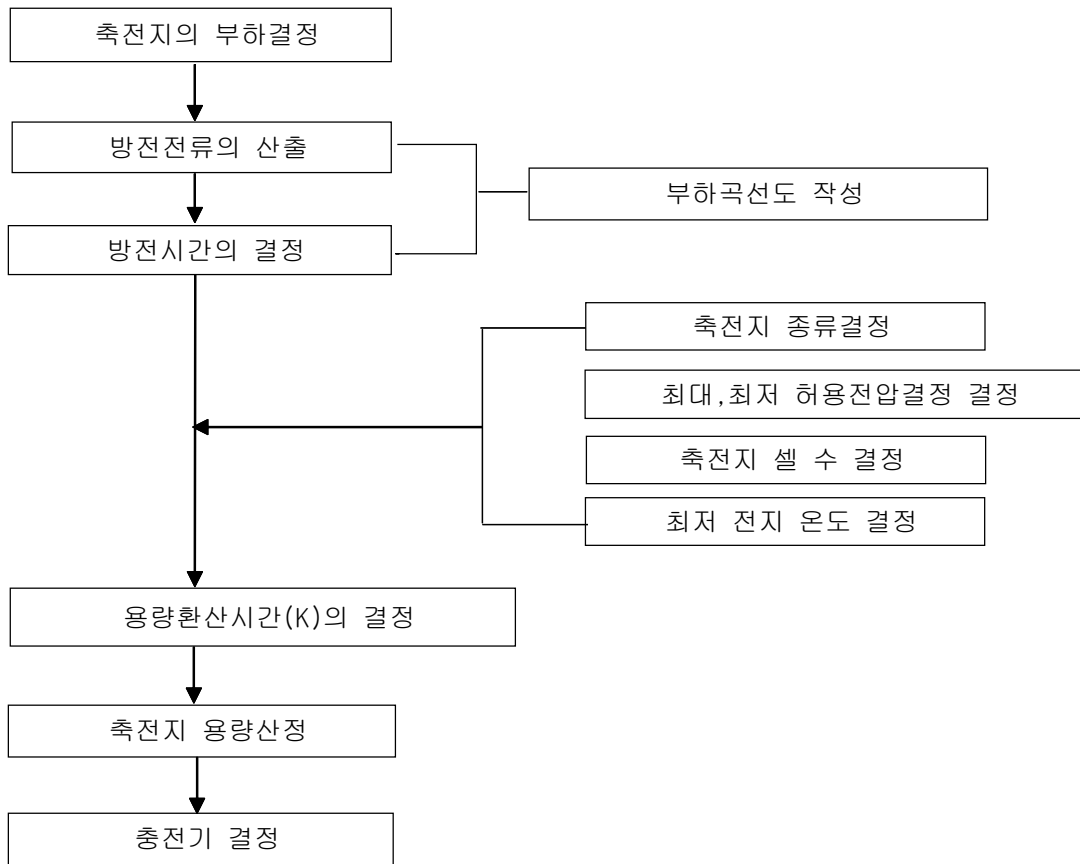 축전지의 부하결정
방전전류의 산출
부하곡선도 작성
방전시간의 결정
축전지 종류결정
최대,최저 허용전압결정 결정
축전지 셀 수 결정
최저 전지 온도 결정
용량환산시간(K)의 결정
축전지 용량산정
충전기 결정